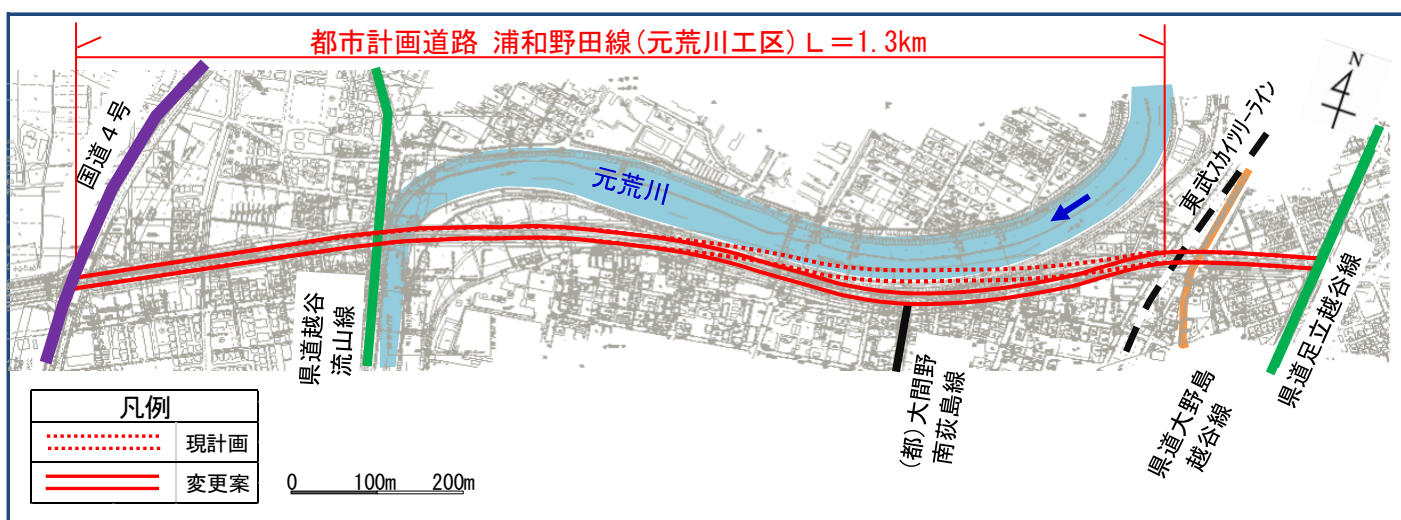 都市計画道路 浦和野田線(元荒川工区) L=1.3km
N
国道4号
元荒川
東武スカイツリーライン
県道越谷
流山線
(都)大間野
南荻島線
県道大野島
越谷線
県道足立越谷線
凡例
現計画
変更案
0 100m 200m